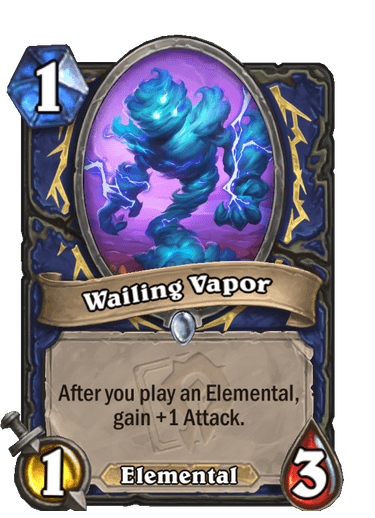 1
Wailing Vapor
After you play an Elemental,
gain +1 Attack.
1
Elemental
3